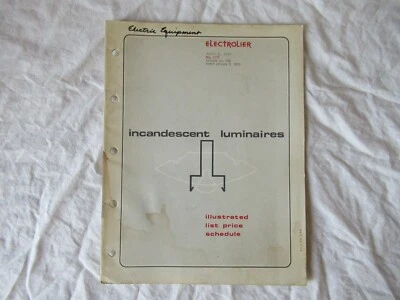 Electric Equipment
ELECTROLIER
incandescent luminaires
illustrated
list price
schedule